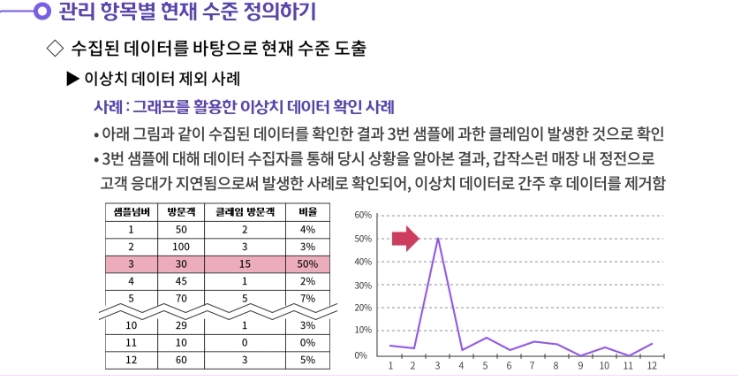 관리 항목별 현재 수준 정의하기
◇ 수집된 데이터를 바탕으로 현재 수준 도출
▶ 이상치 데이터 제외 사례
사례 : 그래프를 활용한 이상치 데이터 확인 사례
• 아래 그림과 같이 수집된 데이터를 확인한 결과 3번 샘플에 과한 클레임이 발생한 것으로 확인
• 3번 샘플에 대해 데이터 수집자를 통해 당시 상황을 알아본 결과, 갑작스런 매장 내 정전으로
고객 응대가 지연됨으로써 발생한 사례로 확인되어, 이상치 데이터로 간주 후 데이터를 제거함
샘플넘버 방문객 클레임 방문객 비율
1 50 2 4%
2 100 3 3%
3 30 15 50%
4 45 1 2%
5 70 5 7%
10 29 1 3%
11 10 0 0%
12 60 3 5%
60%
50%
40%
30%
20%
10%
0%
1 2 3 4 5 6 7 8 9 10 11 12